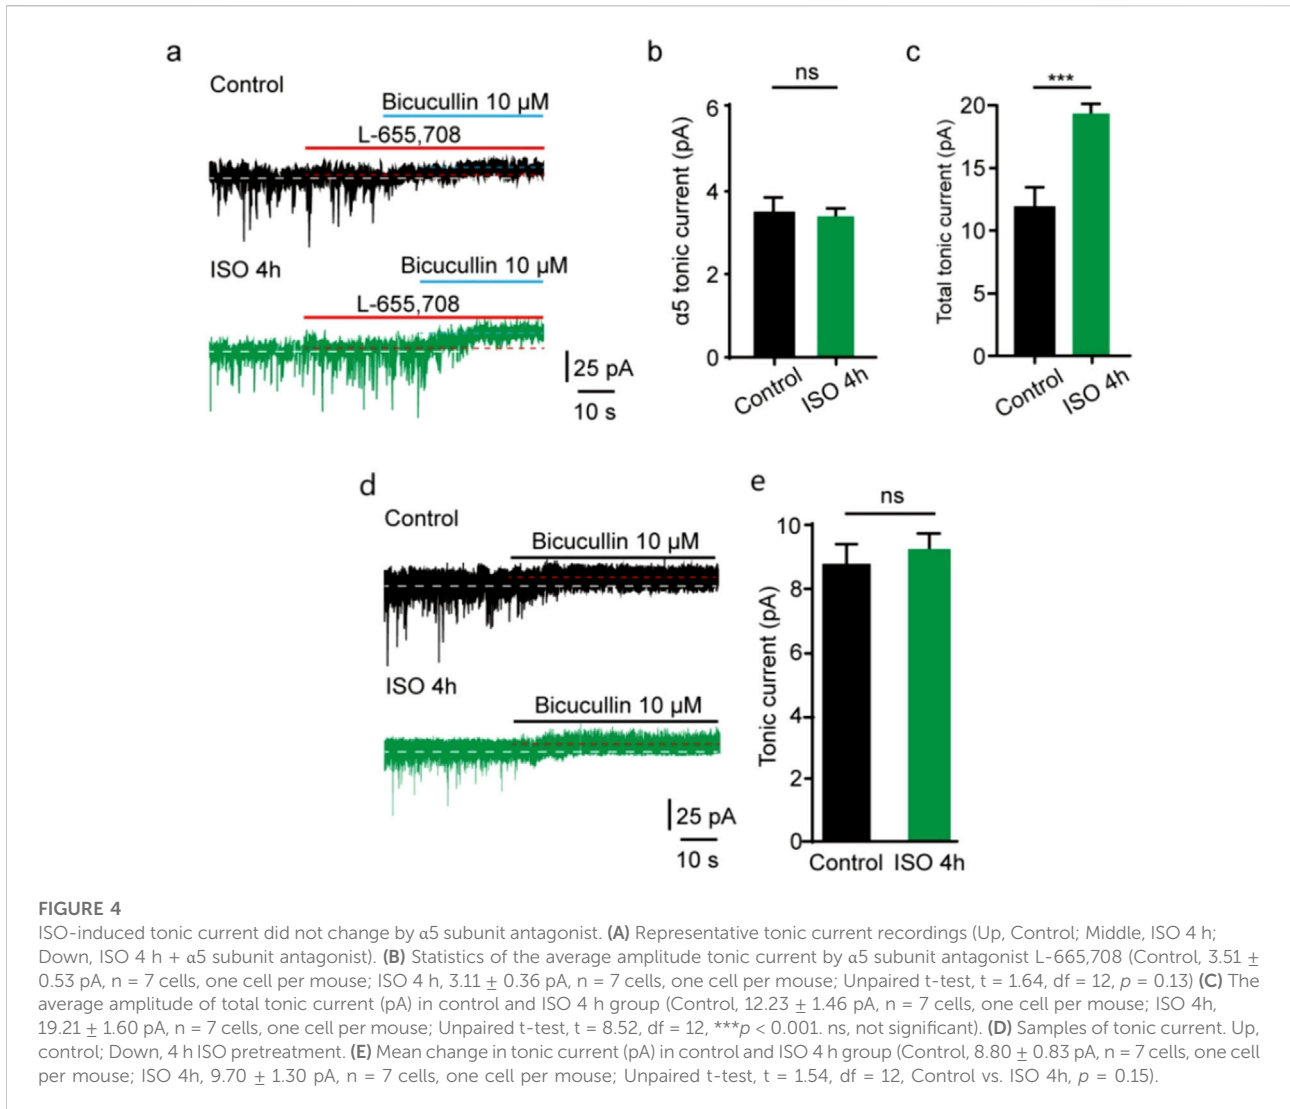 a
Control
Bicucullin 10 µM
L-655,708
ISO 4h
Bicucullin 10 µM
L-655,708
25 pA
10 s
b
ns
α5 tonic current (pA)
6
4
2
0
Control
ISO 4h
c
***
Total tonic current (pA)
20
15
10
5
0
Control
ISO 4h
d
Control
Bicucullin 10 µM
ISO 4h
Bicucullin 10 µM
25 pA
10 s
e
ns
Tonic current (pA)
10
8
6
4
2
0
Control
ISO 4h
FIGURE 4
ISO-induced tonic current did not change by α5 subunit antagonist. (A) Representative tonic current recordings (Up, Control; Middle, ISO 4 h;
Down, ISO 4 h + α5 subunit antagonist). (B) Statistics of the average amplitude tonic current by α5 subunit antagonist L-665,708 (Control, 3.51 ±
0.53 pA, n = 7 cells, one cell per mouse; ISO 4 h, 3.11 ± 0.36 pA, n = 7 cells, one cell per mouse; Unpaired t-test, t = 1.64, df = 12, p = 0.13) (C) The
average amplitude of total tonic current (pA) in control and ISO 4 h group (Control, 12.23 ± 1.46 pA, n = 7 cells, one cell per mouse; ISO 4h,
19.21 ± 1.60 pA, n = 7 cells, one cell per mouse; Unpaired t-test, t = 8.52, df = 12, ***p < 0.001. ns, not significant). (D) Samples of tonic current. Up,
control; Down, 4 h ISO pretreatment. (E) Mean change in tonic current (pA) in control and ISO 4 h group (Control, 8.80 ± 0.83 pA, n = 7 cells, one cell
per mouse; ISO 4h, 9.70 ± 1.30 pA, n = 7 cells, one cell per mouse; Unpaired t-test, t = 1.54, df = 12, Control vs. ISO 4h, p = 0.15).